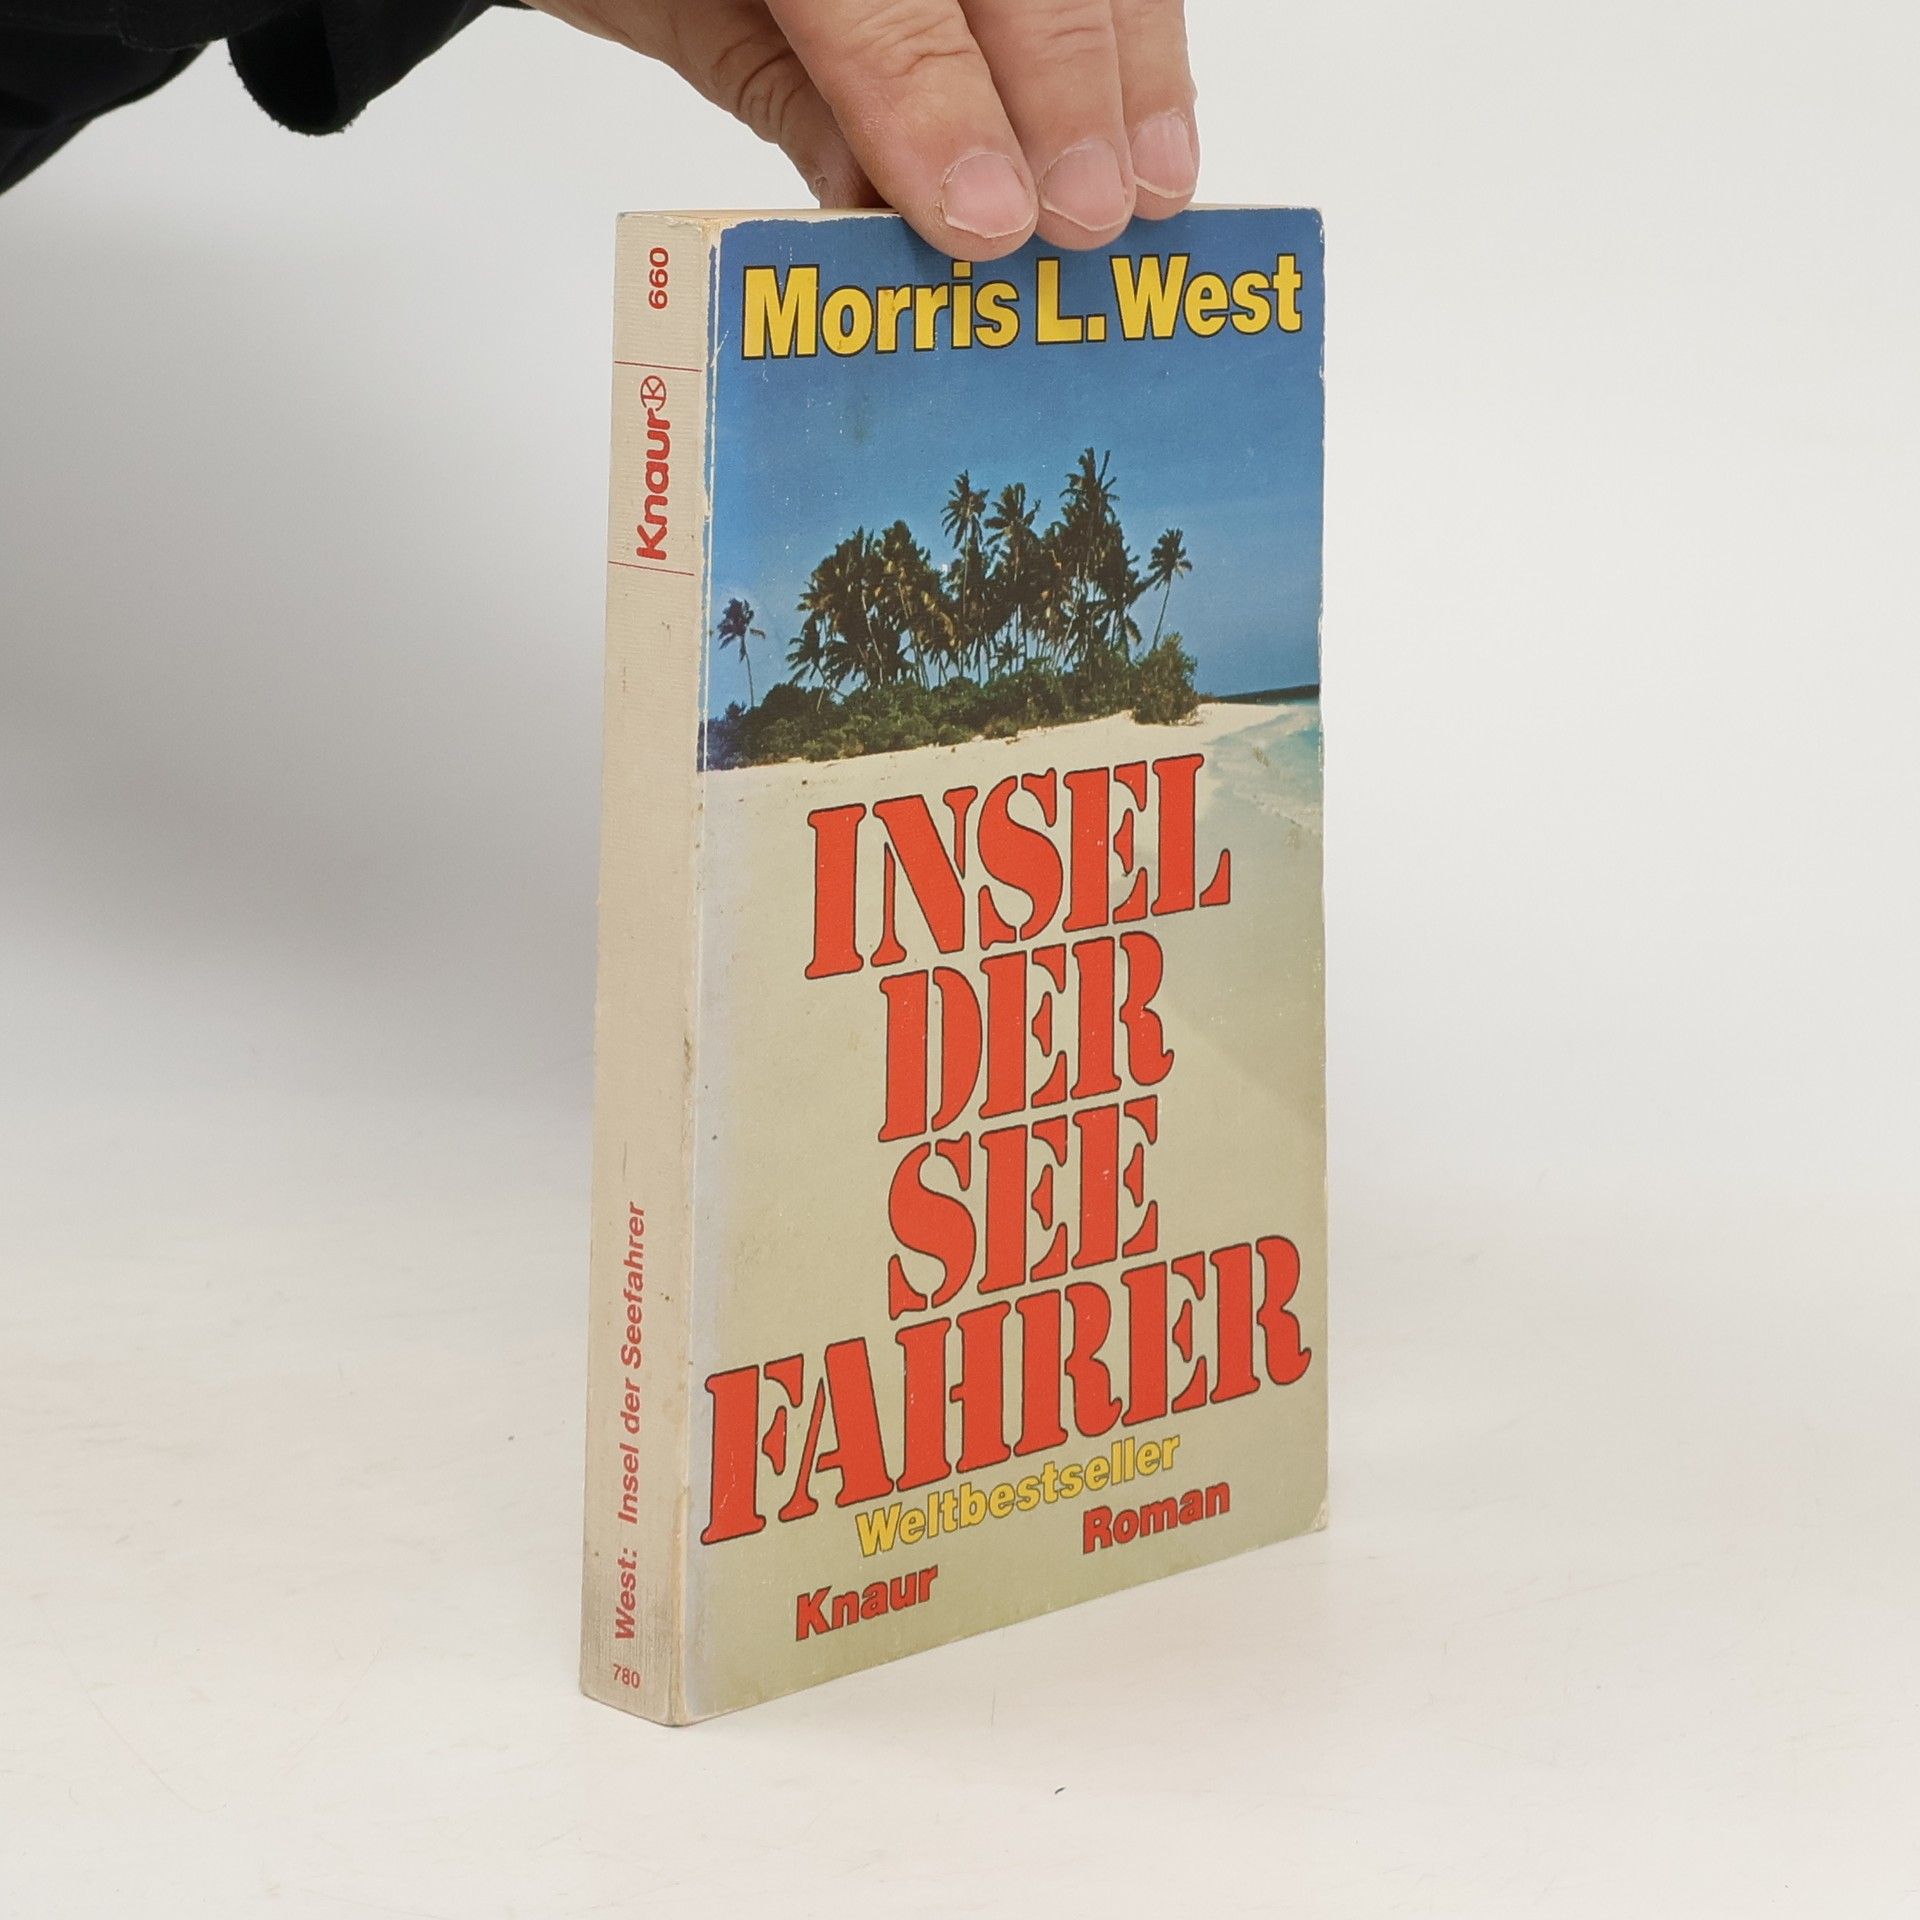 660
Knaur
West: Insel der Seefahrer
780
Morris L. West
INSEL
DER
SEE
FAHRER
Weltbestseller
Roman
Knaur